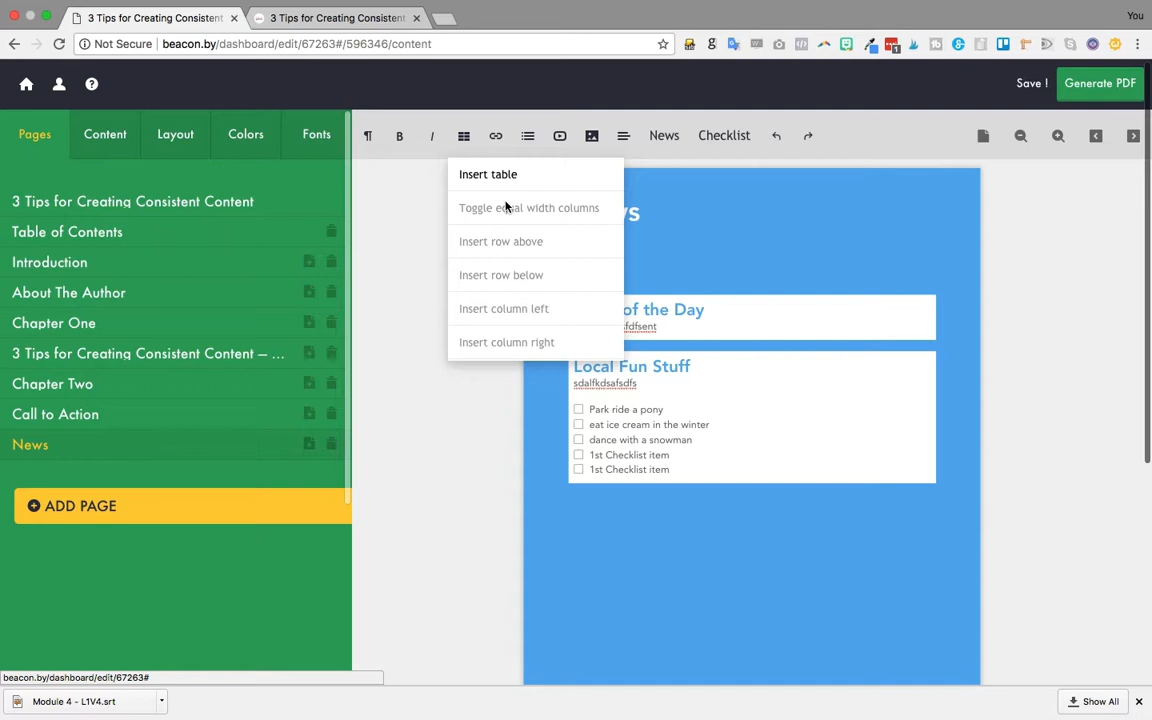 3 Tips for Creating Consistent
3 Tips for Creating Consistent
You
Not Secure
beacon.by/dashboard/edit/67263#/596346/content
Save !
Generate PDF
Pages
Content
Layout
Colors
Fonts
B
I
News
Checklist
Insert table
Toggle equal width columns
Insert row above
Insert row below
Insert column left
Insert column right
3 Tips for Creating Consistent Content
Table of Contents
Introduction
About The Author
Chapter One
3 Tips for Creating Consistent Content – ...
Chapter Two
Call to Action
News
ADD PAGE
of the Day
Local Fun Stuff
sdalfkdsafsdfs
Park ride a pony
eat ice cream in the winter
dance with a snowman
1st Checklist item
1st Checklist item
beacon.by/dashboard/edit/67263#
Module 4 - L1V4.srt
Show All